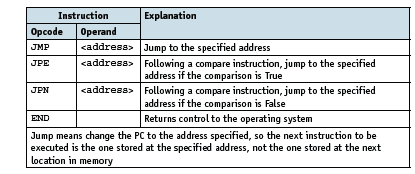 Instruction Explanation
Opcode Operand
JMP <address> Jump to the specified address
JPE <address> Following a compare instruction, jump to the specified
address if the comparison is True
JPN <address> Following a compare instruction, jump to the specified
address if the comparison is False
END Returns control to the operating system
Jump means change the PC to the address specified, so the next instruction to be
executed is the one stored at the specified address, not the one stored at the next
location in memory